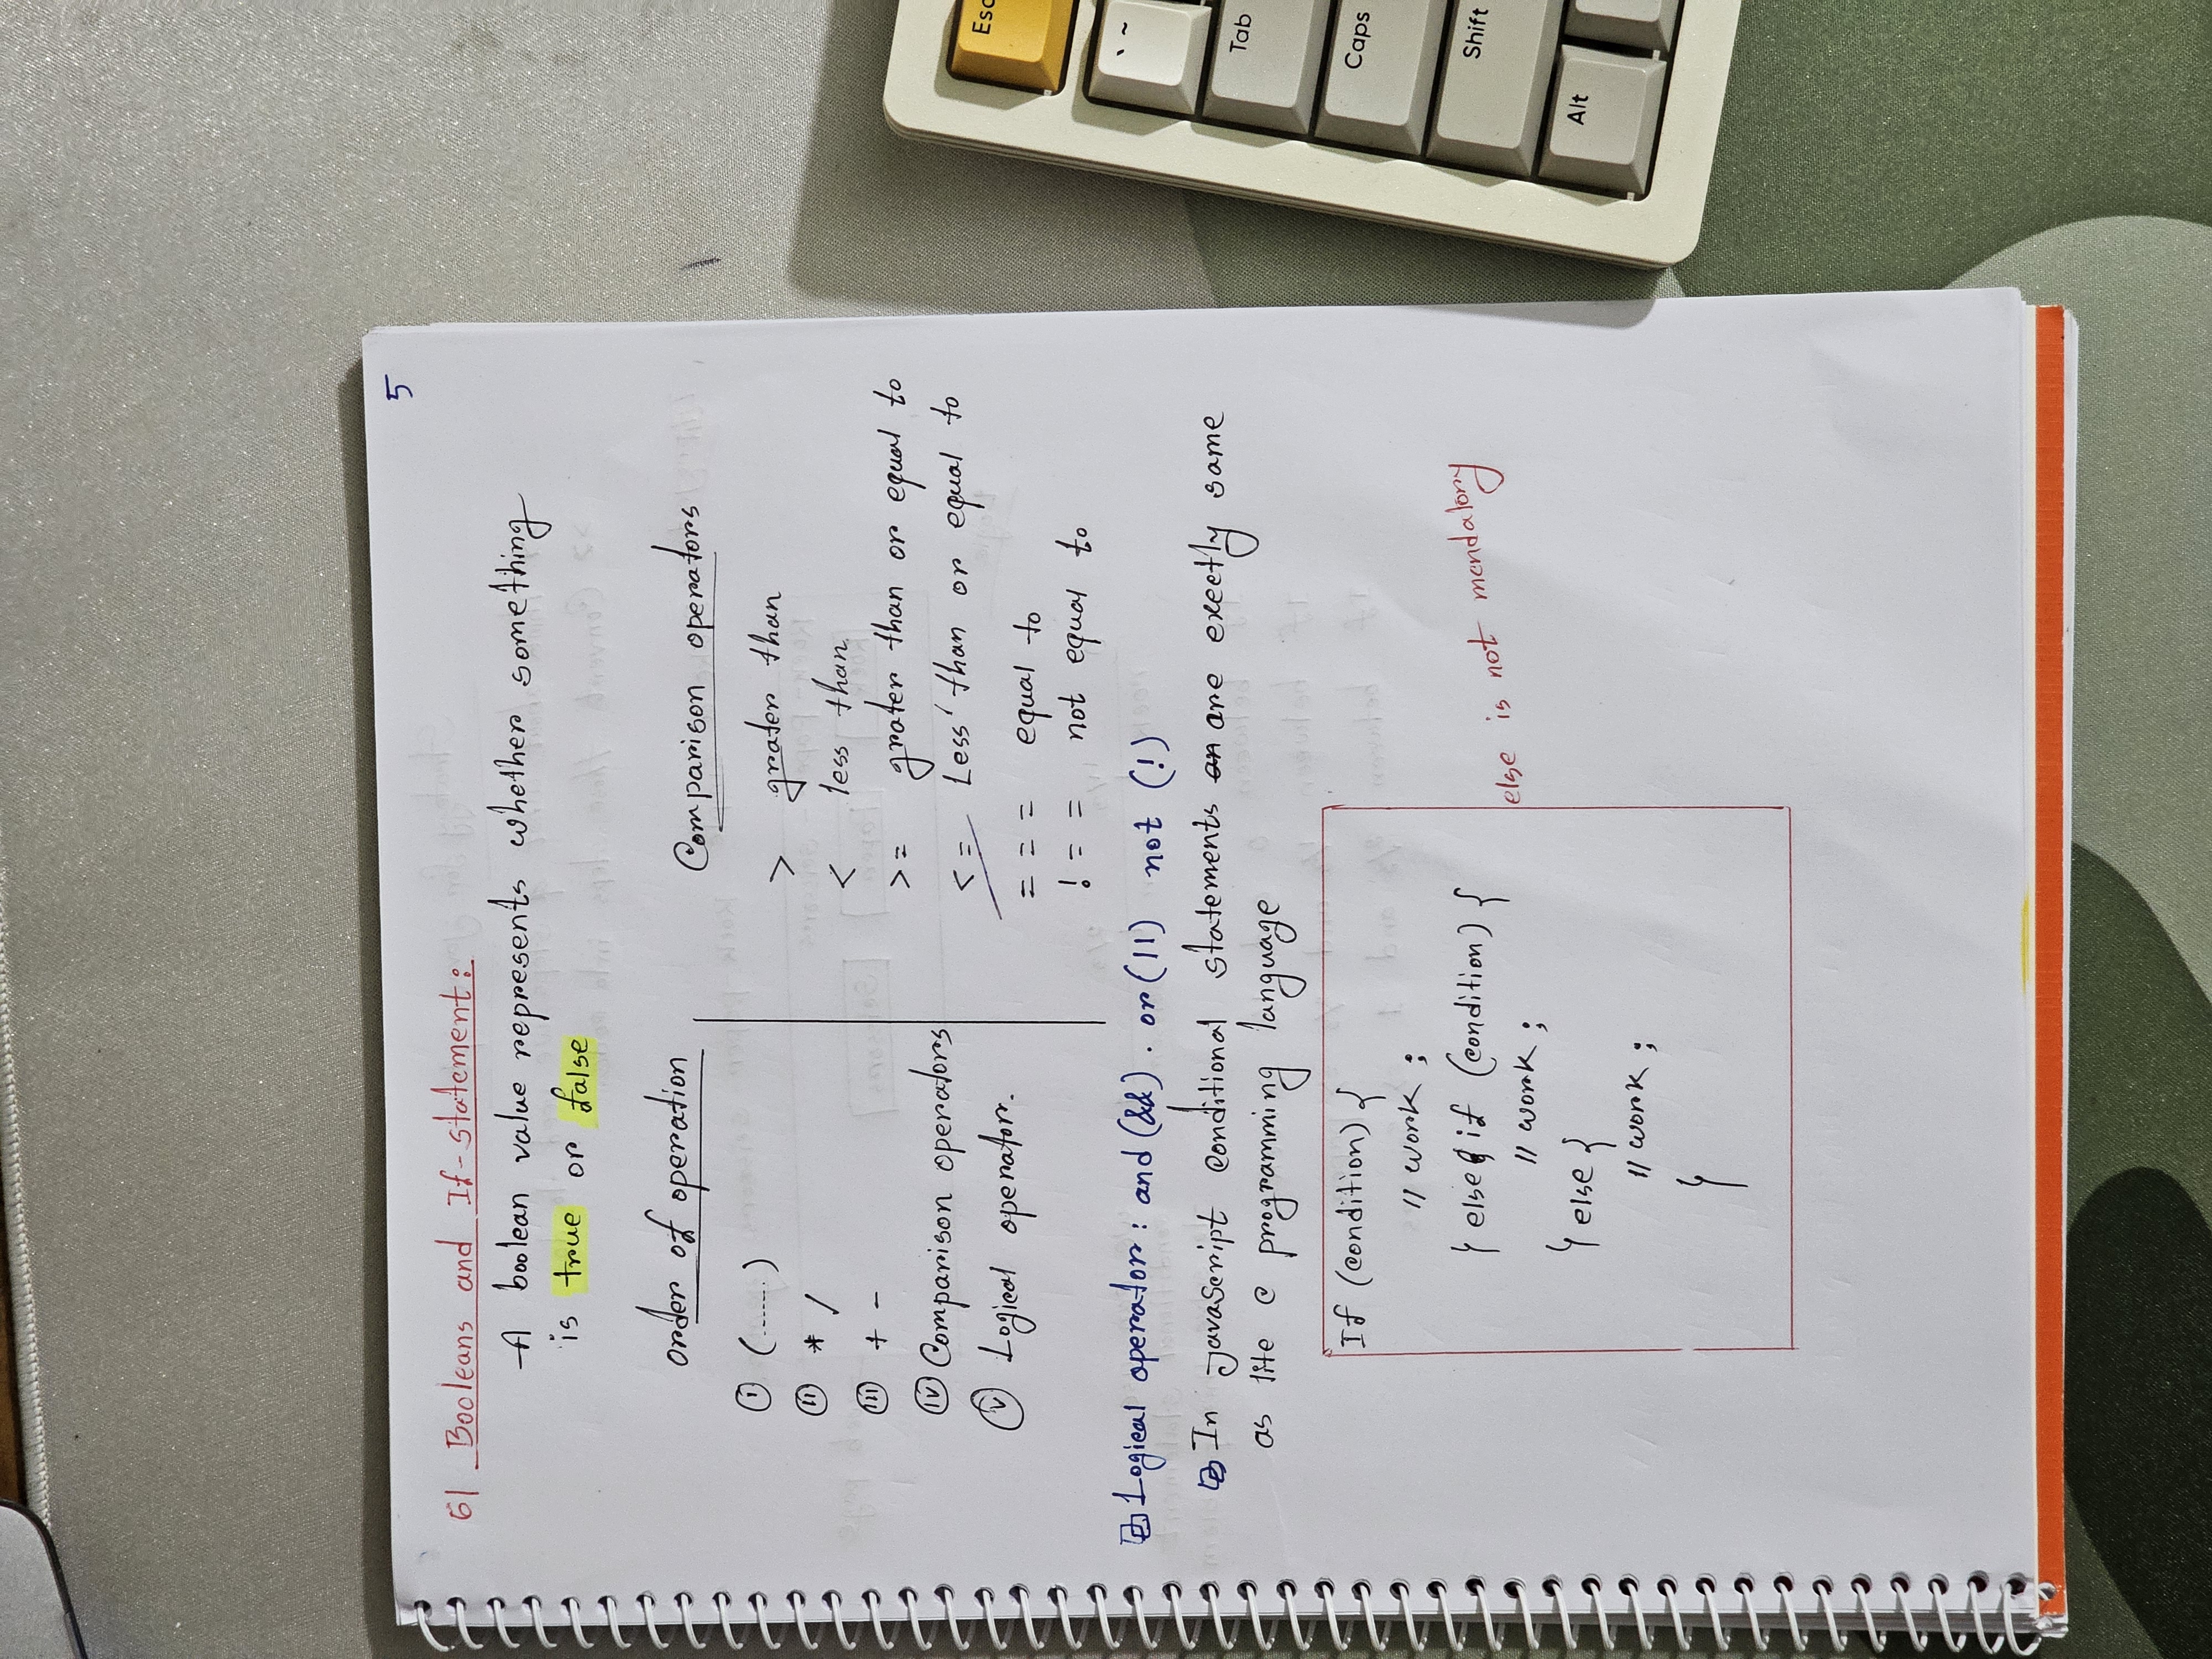 5
6| Booleans and If-statement:
A boolean value represents whether something
is true or false
order of operation
(i) (......)
(ii) * /
(iii) + -
(iv) Comparison operators
(v) Logical operator.
Comparison operators
> grater than
< less than
>= grater than or equal to
<= Less than or equal to
=== equal to
!== not equal to
Logical operator: and (&&). or (||) not (!)
In JavaScript conditional statements an are exectly same
as lite c programming language
If (condition) {
// work ;
} else if (condition) {
// work ;
} else {
// work ;
}
else is not mendatory
Esc
` ~
Tab
Caps
Shift
Alt